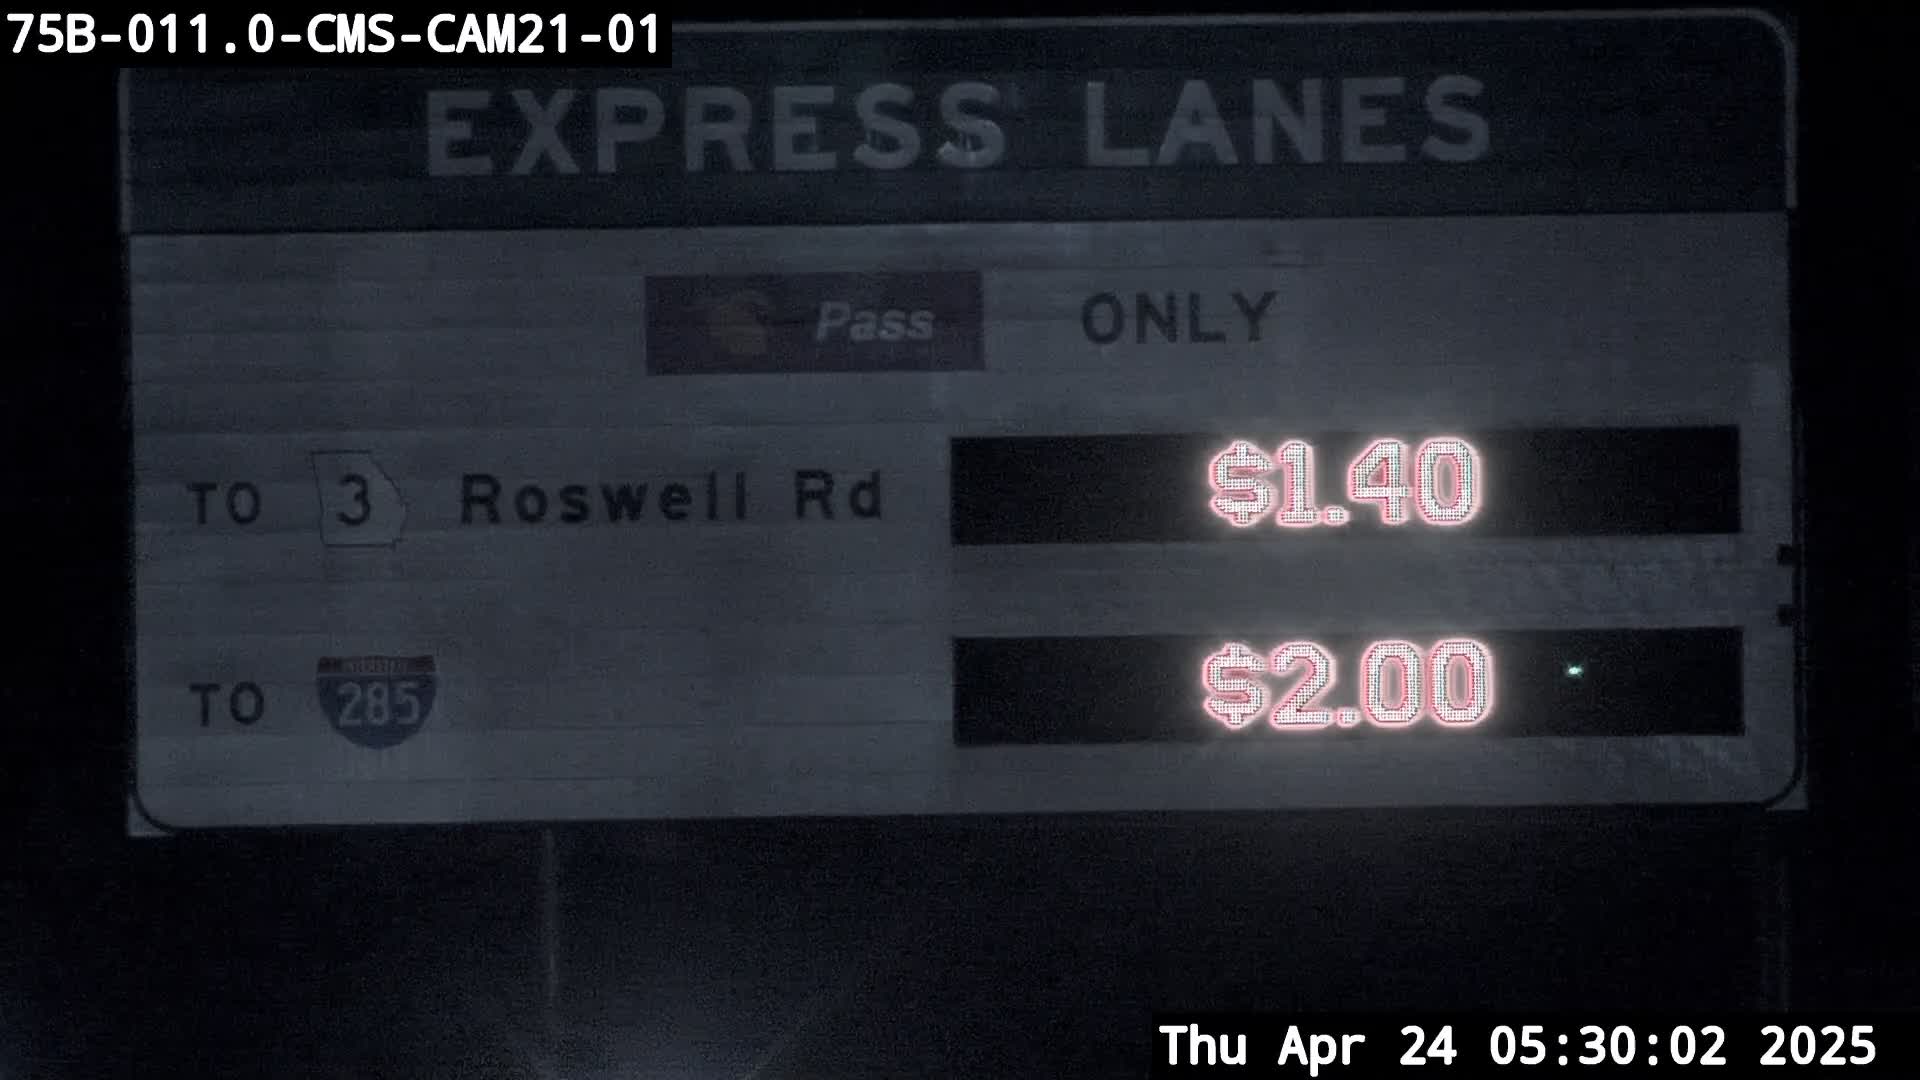 75B-011.0-CMS-CAM21-01
EXPRESS LANES
Pass ONLY
TO 3 Roswell Rd $1.40
INTERSTATE
TO 285 $2.00
Thu Apr 24 05:30:02 2025